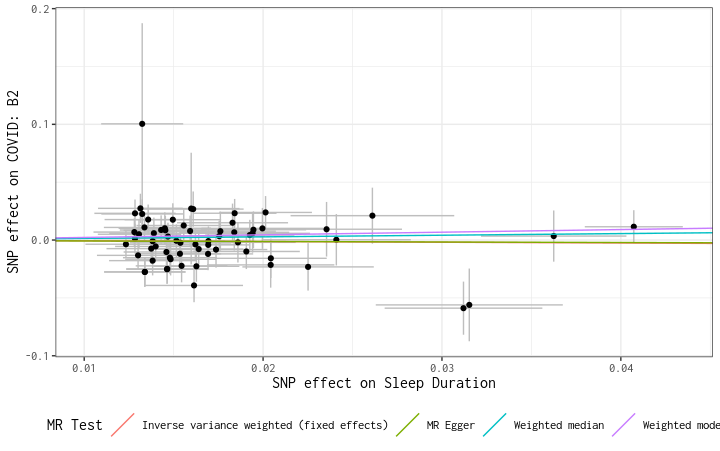 0.2
0.1
0.0
-0.1
SNP effect on COVID: B2
0.01
0.02
0.03
0.04
SNP effect on Sleep Duration
MR Test
Inverse variance weighted (fixed effects)
MR Egger
Weighted median
Weighted mode